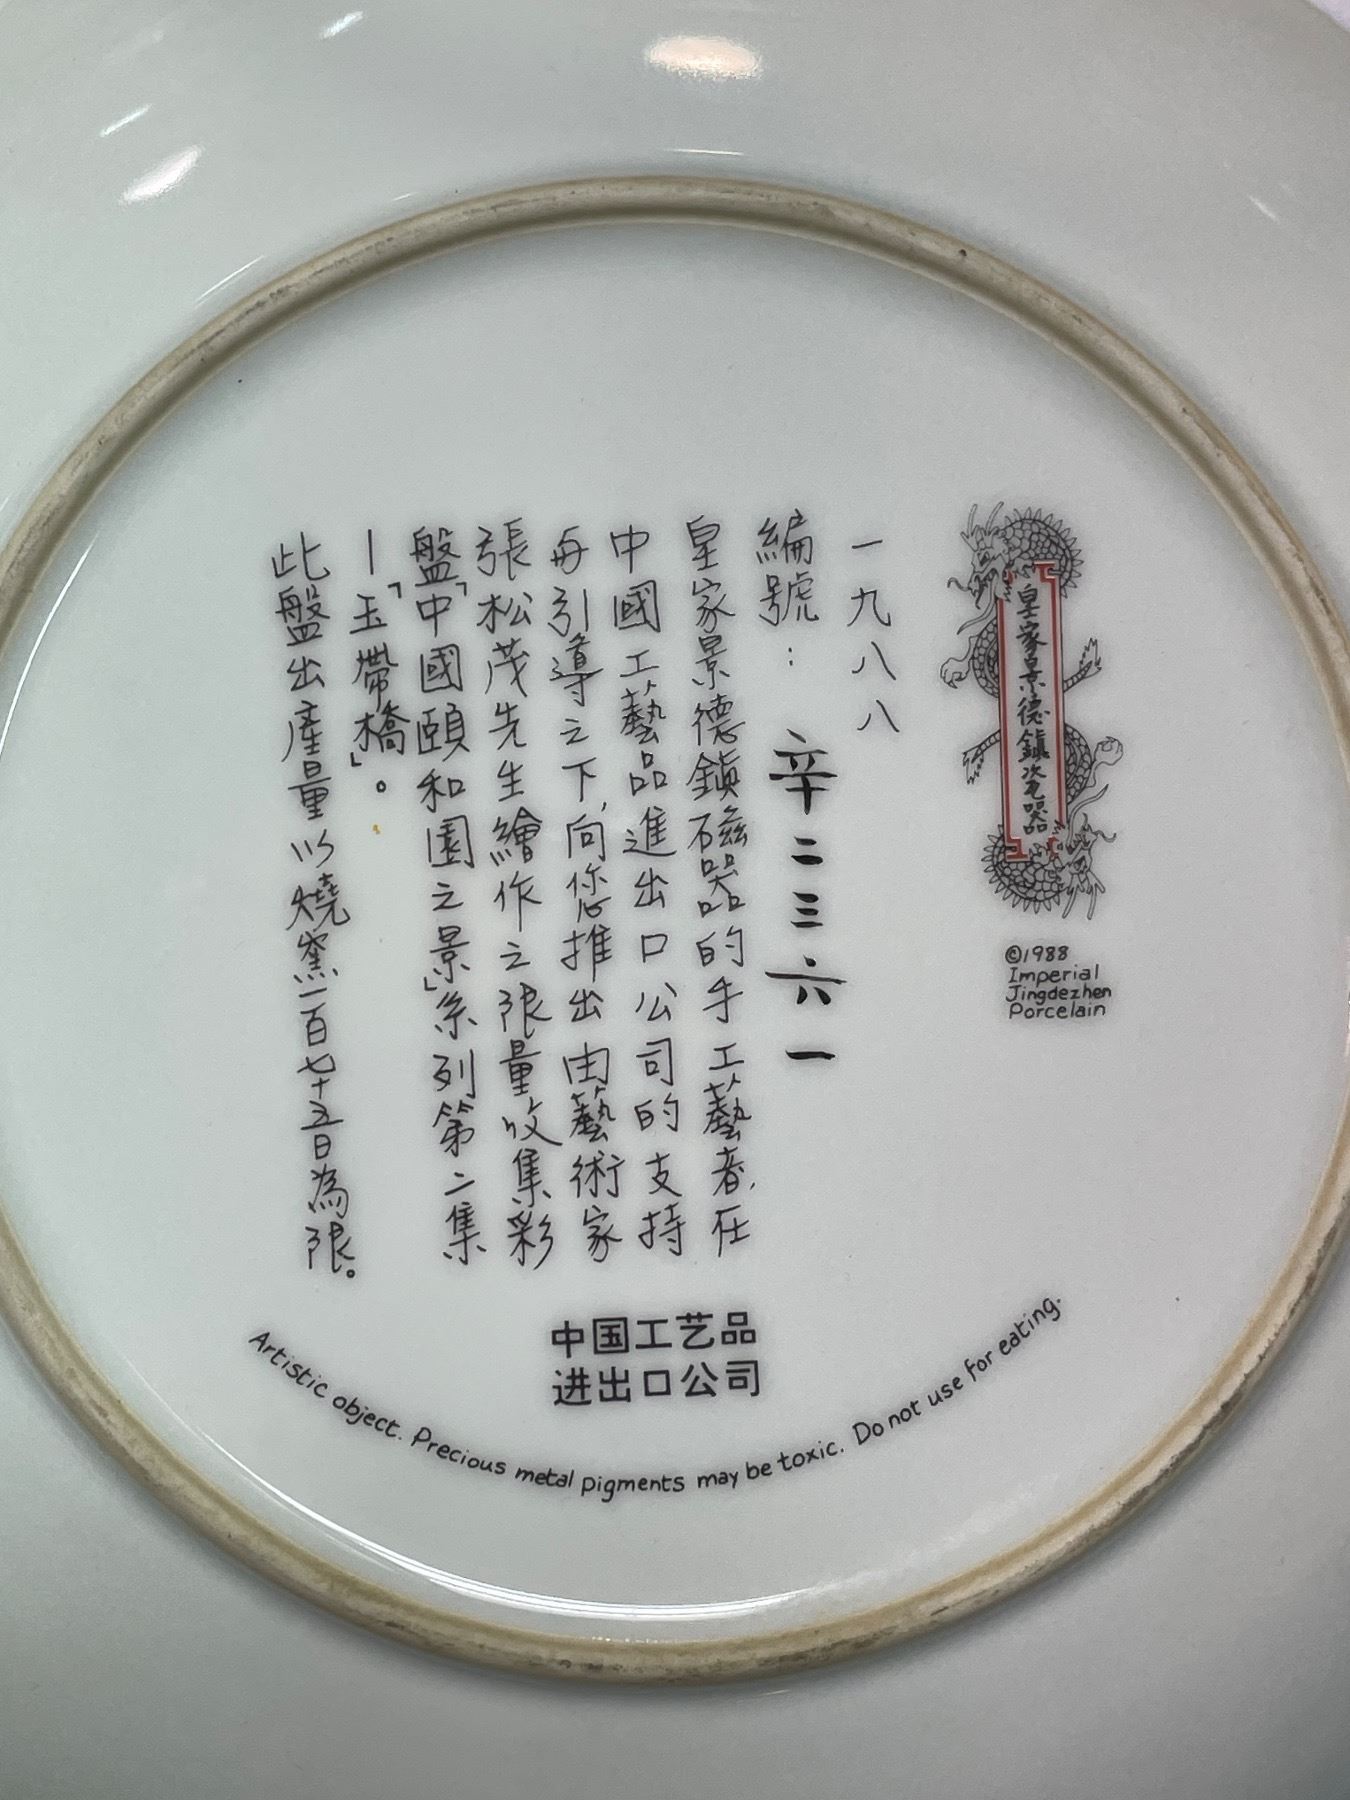 皇家景德鎮瓷器
©1988
Imperial
Jingdezhen
Porcelain
一九八八
編號：辛二三六一
皇家景德鎮磁器的手工藝者,在
中國工藝品進出口公司的支持
引導之下,向您推出由藝術家
張松茂先生繪作之限量收集彩
盤「中國頤和園之景」系列第二集
—「玉帶橋」。
此盤出產量以燒窯一百七十五日為限。
中国工艺品
进出口公司
Artistic object. Precious metal pigments may be toxic. Do not use for eating.